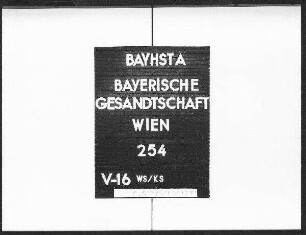 BAYHSTA
BAYERISCHE
GESANDTSCHAFT
WIEN
254
V-16 WS/KS